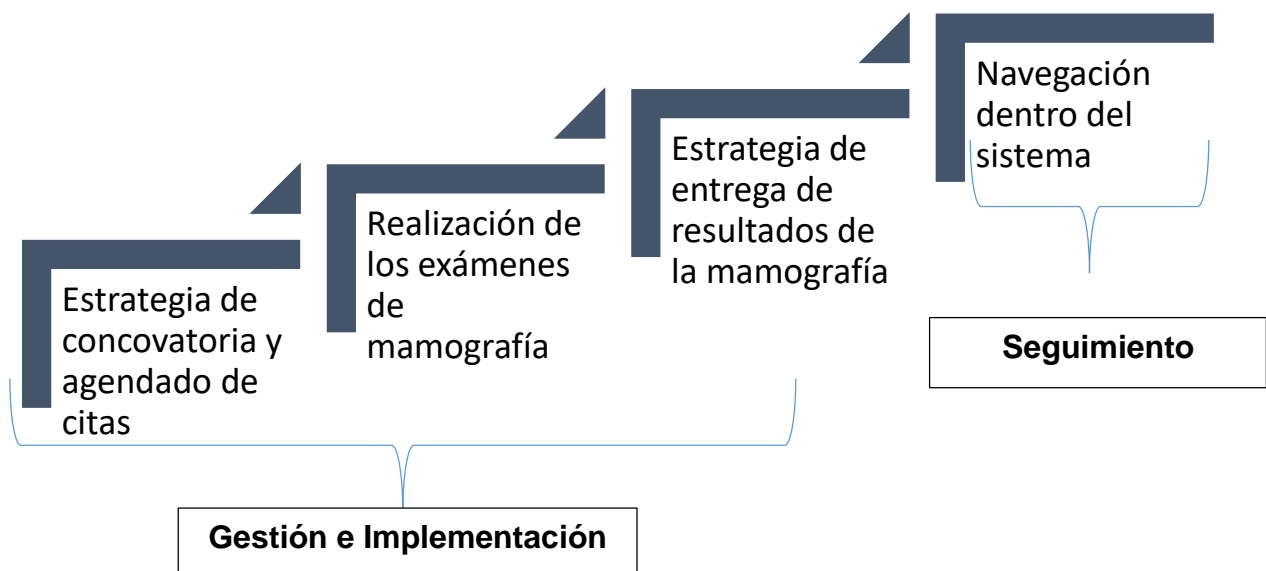 Estrategia de
concovatoria y
agendado de
citas
Realización de
los exámenes
de
mamografía
Estrategia de
entrega de
resultados de
la mamografía
Navegación
dentro del
sistema
Gestión e Implementación
Seguimiento